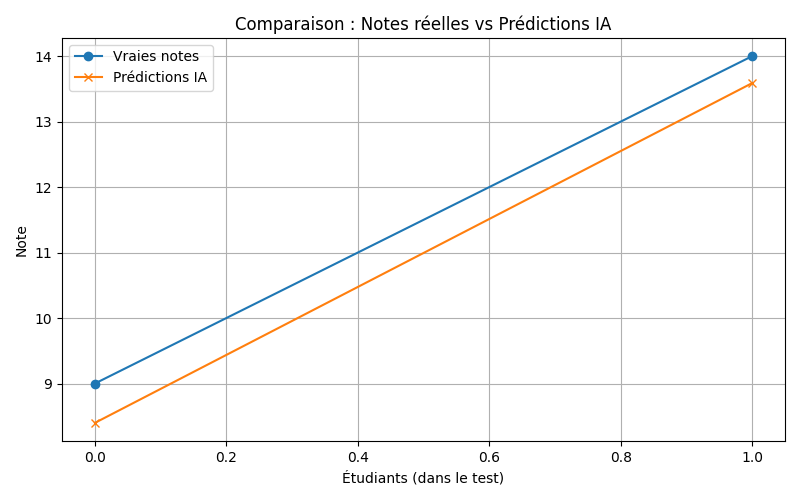 Comparaison : Notes réelles vs Prédictions IA
Vraies notes
Prédictions IA
Note
14
13
12
11
10
9
0.0 0.2 0.4 0.6 0.8 1.0
Étudiants (dans le test)